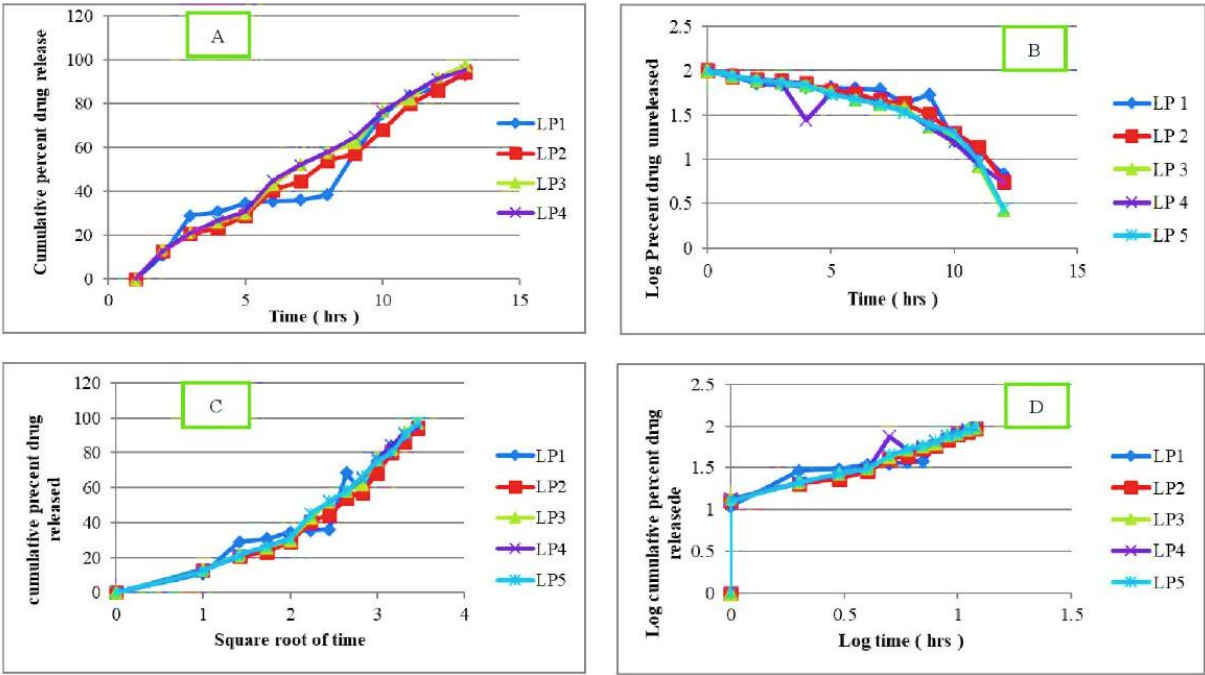 A
Cumulative percent drug release
120
100
80
60
40
20
0
0
5
10
15
Time ( hrs )
LP1
LP2
LP3
LP4
B
Log Precent drug unreleased
2.5
2
1.5
1
0.5
0
0
5
10
15
Time ( hrs )
LP 1
LP 2
LP 3
LP 4
LP 5
C
cumulative precent drug
released
120
100
80
60
40
20
0
0
1
2
3
4
Square root of time
LP1
LP2
LP3
LP4
LP5
D
Log cumulative percent drug
releasede
2.5
2
1.5
1
0.5
0
0
0.5
1
1.5
Log time ( hrs )
LP1
LP2
LP3
LP4
LP5